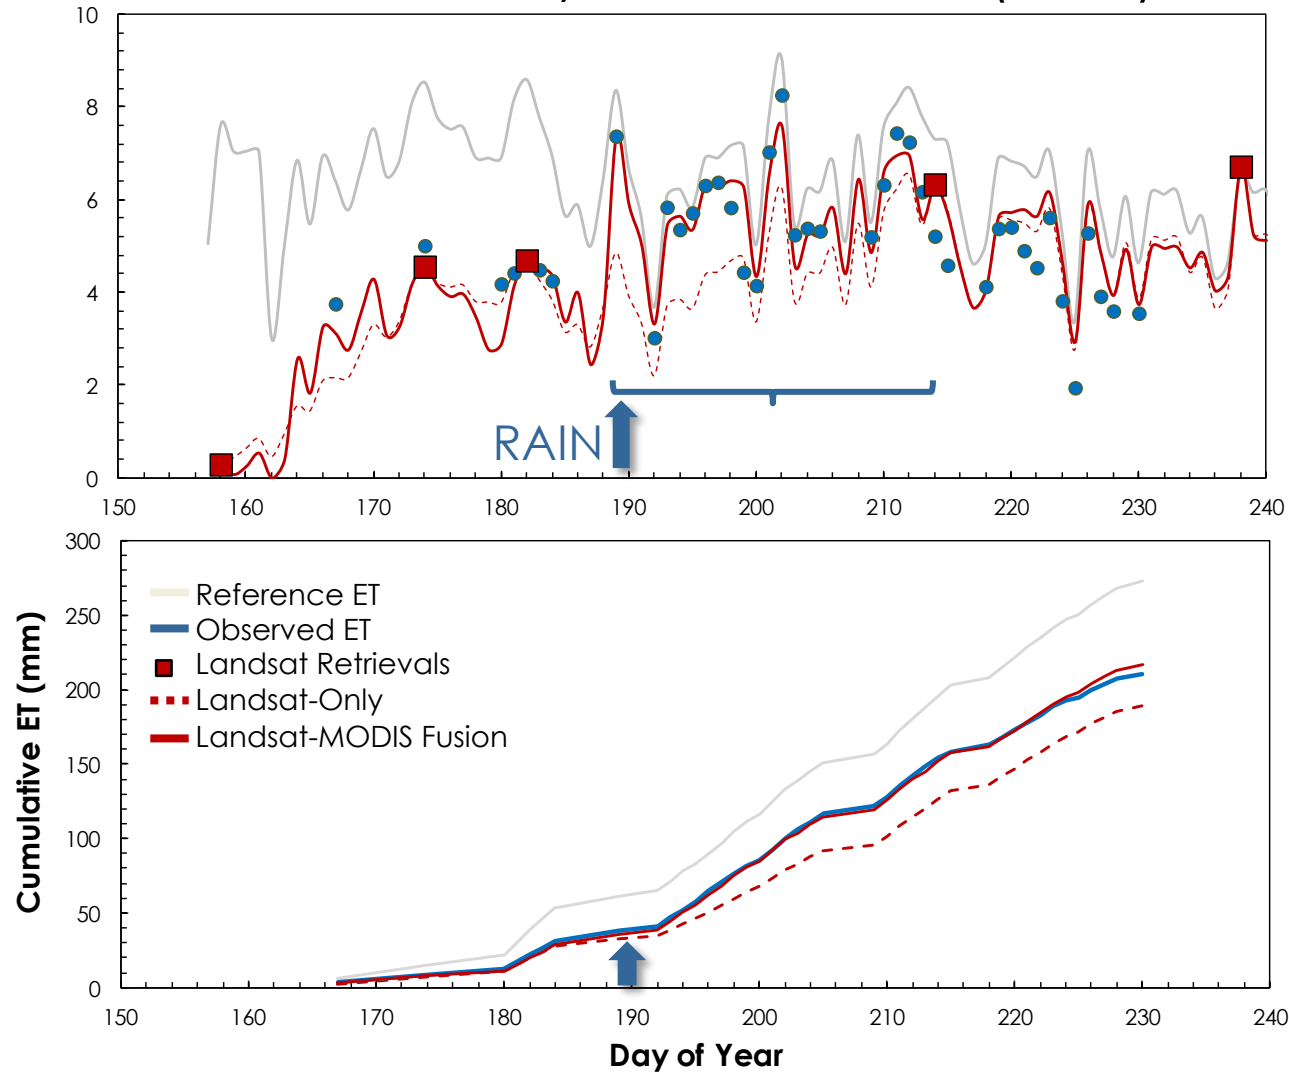 10
8
6
4
2
0
RAIN
150 160 170 180 190 200 210 220 230 240
300
250
200
150
100
50
0
Cumulative ET (mm)
Reference ET
Observed ET
Landsat Retrievals
Landsat-Only
Landsat-MODIS Fusion
150 160 170 180 190 200 210 220 230 240
Day of Year